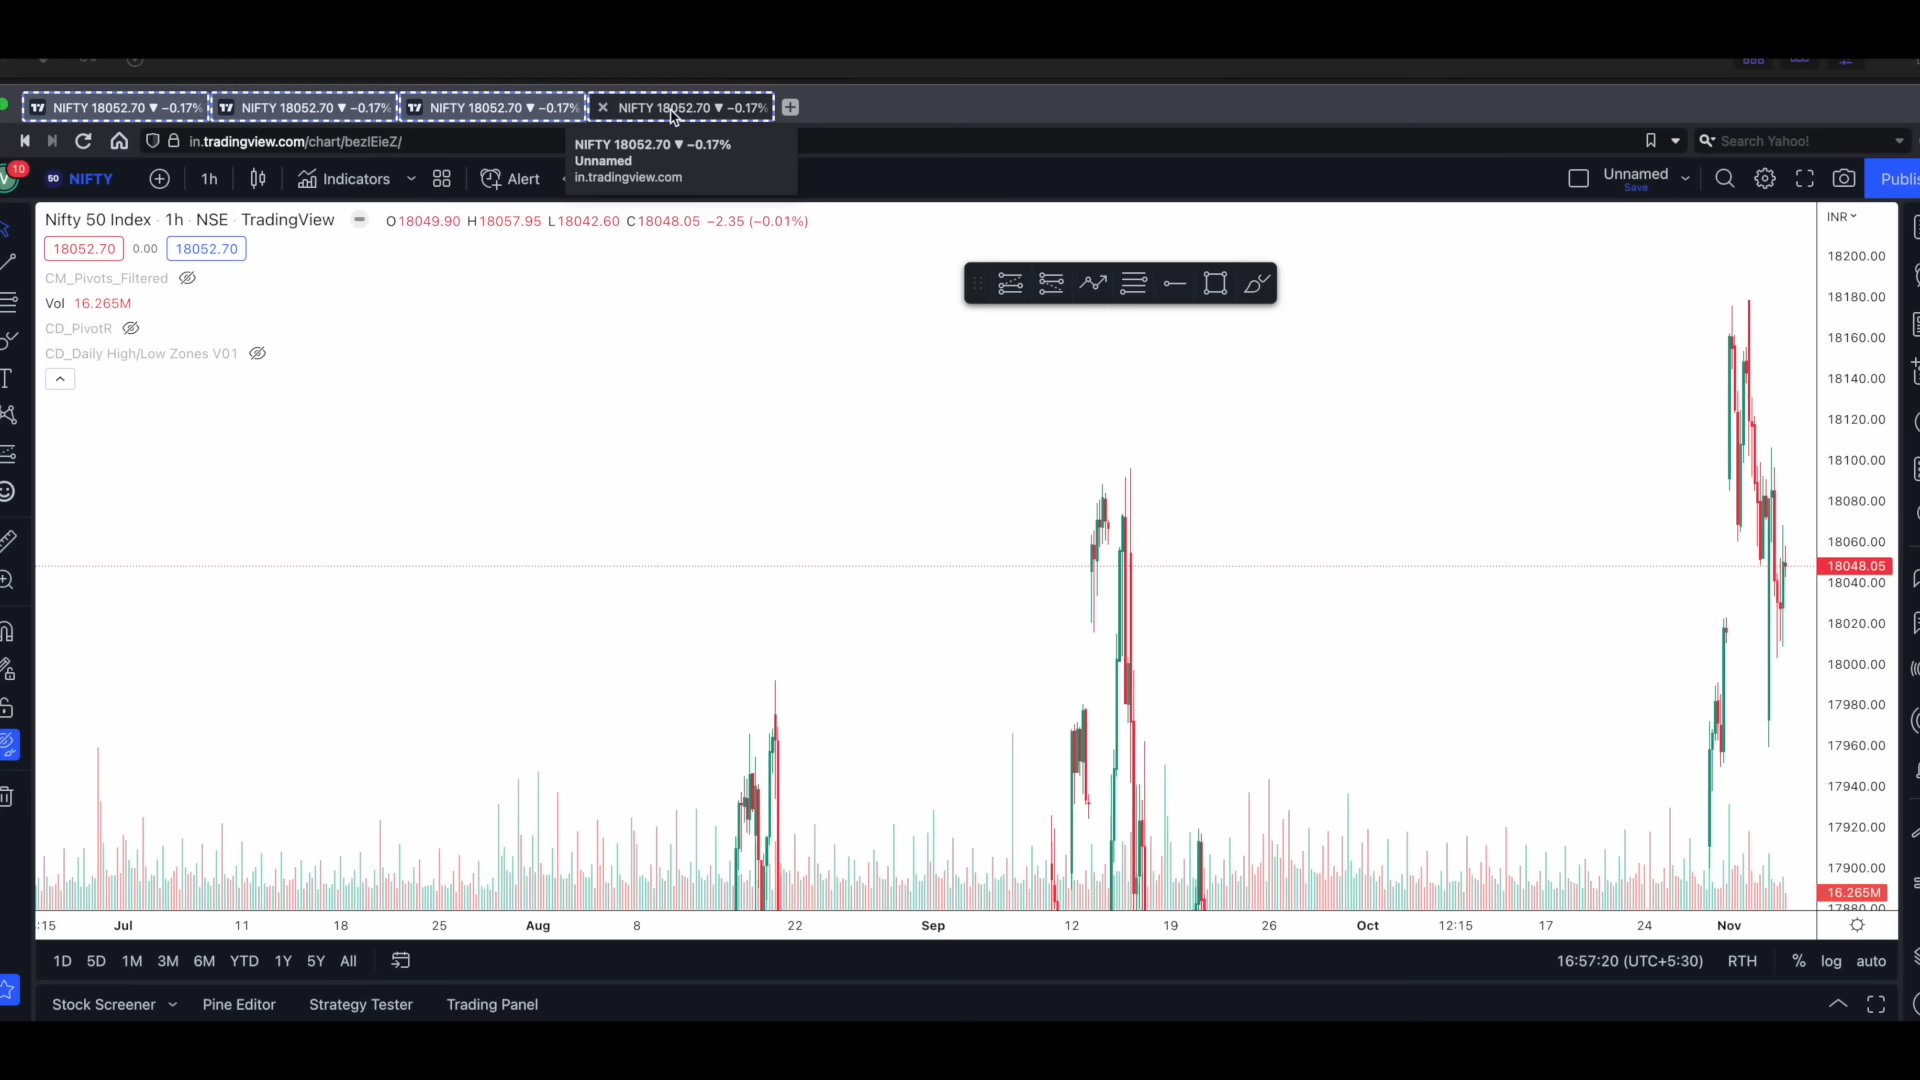 NIFTY 18052.70 ▼ −0.17%
NIFTY 18052.70 ▼ −0.17%
NIFTY 18052.70 ▼ −0.17%
NIFTY 18052.70 ▼ −0.17%
in.tradingview.com/chart/bezIEieZ/
Search Yahoo!
NIFTY 18052.70 ▼ −0.17%
Unnamed
in.tradingview.com
10
50 NIFTY
1h
Indicators
Alert
Unnamed
Save
Nifty 50 Index · 1h · NSE · TradingView
O18049.90 H18057.95 L18042.60 C18048.05 −2.35 (−0.01%)
18052.70 0.00 18052.70
CM_Pivots_Filtered
Vol 16.265M
CD_PivotR
CD_Daily High/Low Zones V01
INR
18200.00
18180.00
18160.00
18140.00
18120.00
18100.00
18080.00
18060.00
18048.05
18040.00
18020.00
18000.00
17980.00
17960.00
17940.00
17920.00
17900.00
16.265M
17880.00
:15 Jul 11 18 25 Aug 8 22 Sep 12 19 26 Oct 12:15 17 24 Nov
1D 5D 1M 3M 6M YTD 1Y 5Y All
16:57:20 (UTC+5:30) RTH % log auto
Stock Screener Pine Editor Strategy Tester Trading Panel